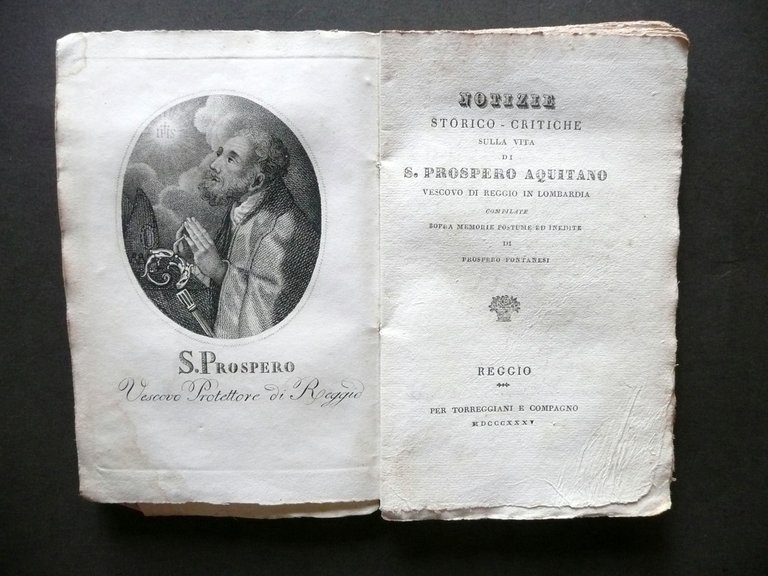 IHS
S. PROSPERO
Vescovo Protettore di Reggio
NOTIZIE
STORICO - CRITICHE
SULLA VITA
DI
S. PROSPERO AQUITANO
VESCOVO DI REGGIO IN LOMBARDIA
COMPILATE
SOPRA MEMORIE POSTUME ED INEDITE
DI
PROSPERO FONTANESI
REGGIO
PER TORREGGIANI E COMPAGNO
MDCCCXXXV